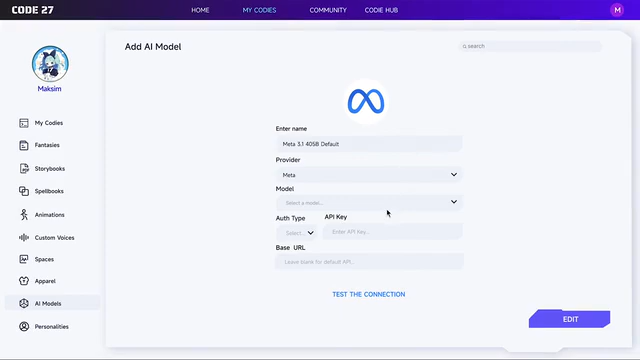 CODE 27
HOME
MY CODIES
COMMUNITY
CODIE HUB
M
Add AI Model
search
Maksim
My Codies
Fantasies
Storybooks
Spellbooks
Animations
Custom Voices
Spaces
Apparel
AI Models
Personalities
Enter name
Meta 3.1 405B Default
Provider
Meta
Model
Select a model...
Auth Type
API Key
Select...
Enter API Key...
Base URL
Leave blank for default API...
TEST THE CONNECTION
EDIT